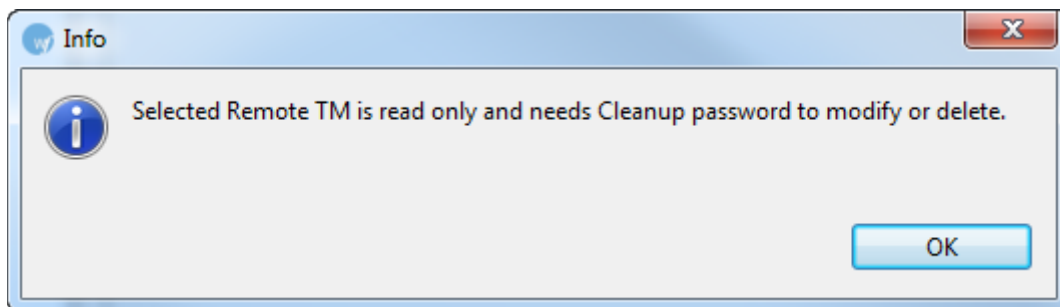 Info
Selected Remote TM is read only and needs Cleanup password to modify or delete.
OK